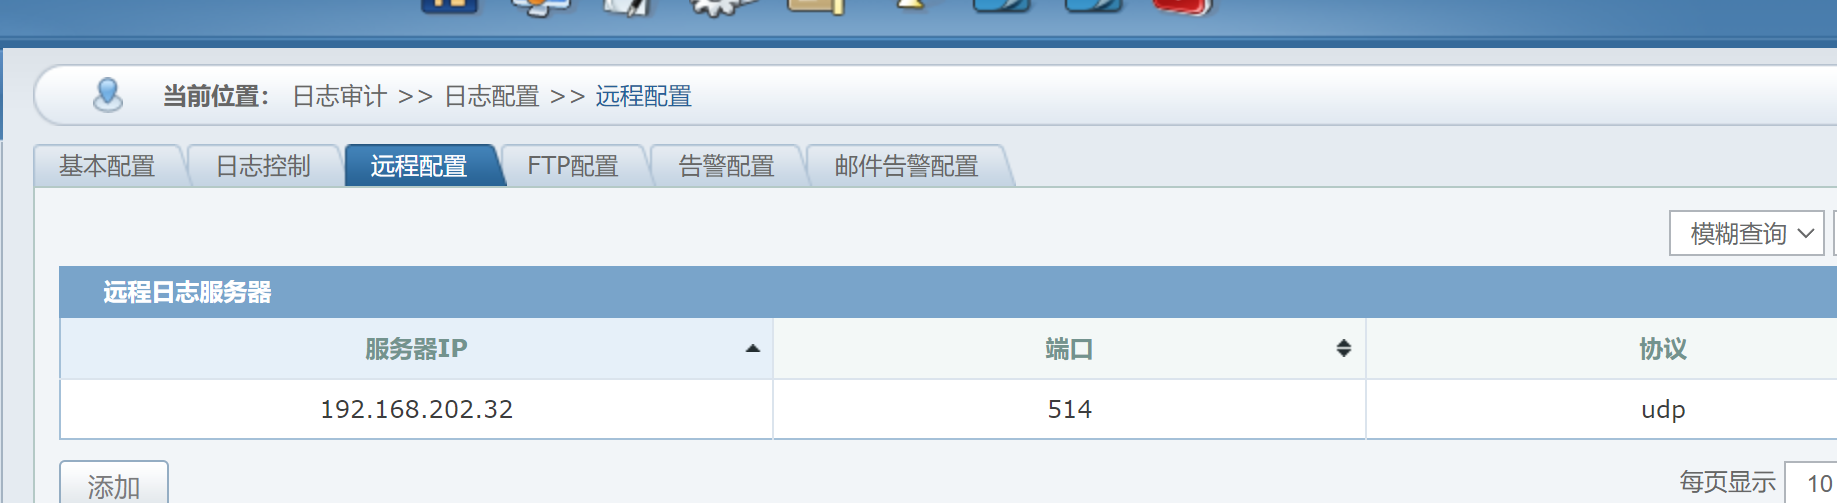 当前位置： 日志审计 >> 日志配置 >> 远程配置
基本配置 日志控制 远程配置 FTP配置 告警配置 邮件告警配置
模糊查询
远程日志服务器
服务器IP 端口 协议
192.168.202.32 514 udp
添加 每页显示 10